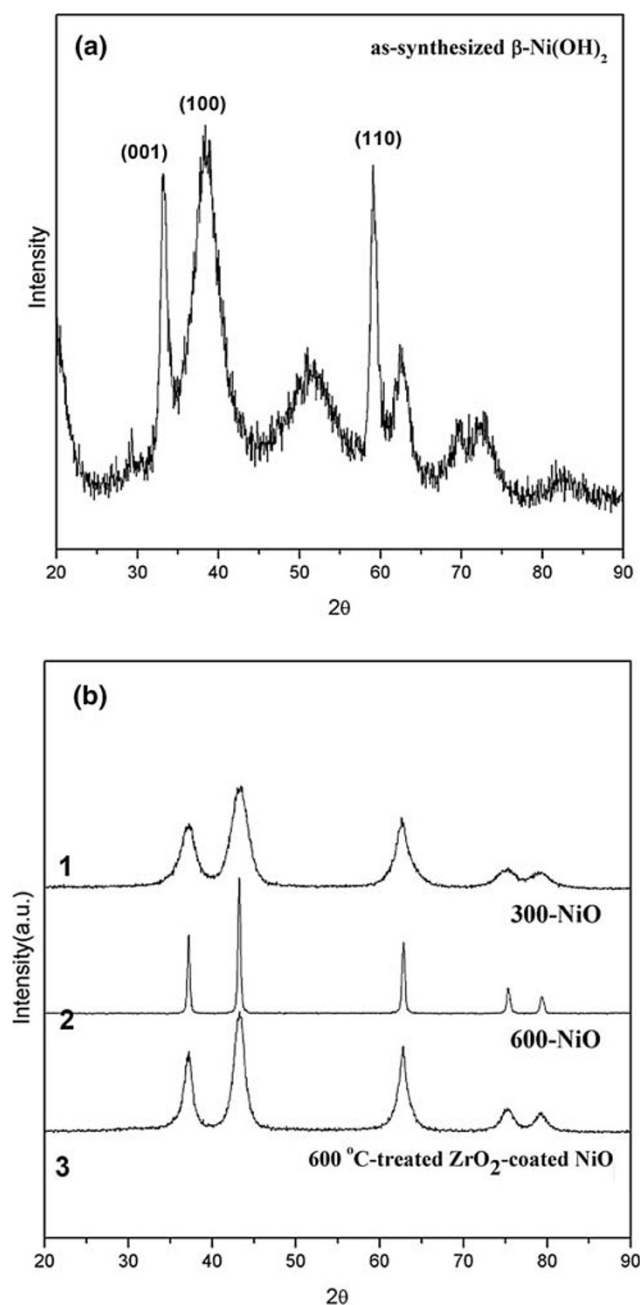 (a)
as-synthesized β-Ni(OH)2
(100)
(001)
(110)
Intensity
20 30 40 50 60 70 80 90
2θ
(b)
1
300-NiO
Intensity(a.u.)
2
600-NiO
3
600 °C-treated ZrO2-coated NiO
20 30 40 50 60 70 80 90
2θ